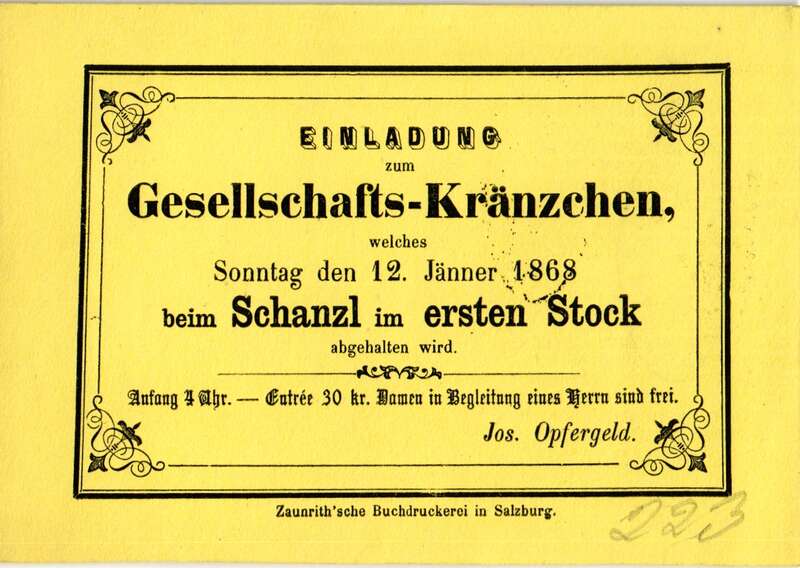 EINLADUNG
zum
Gesellschafts-Kränzchen,
welches
Sonntag den 12. Jänner 1868
beim Schanzl im ersten Stock
abgehalten wird.
Anfang 4 Uhr. — Entrée 30 kr. Damen in Begleitung eines Herrn sind frei.
Jos. Opfergeld.
Zaunrith'sche Buchdruckerei in Salzburg.
223